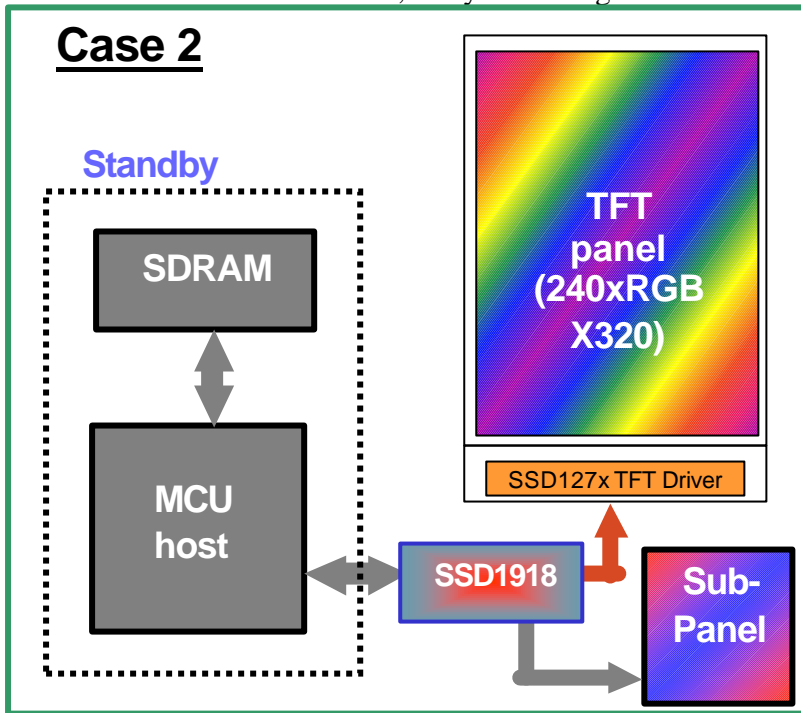 Case 2
Standby
SDRAM
MCU
host
TFT
panel
(240xRGB
X320)
SSD127x TFT Driver
SSD1918
Sub-
Panel